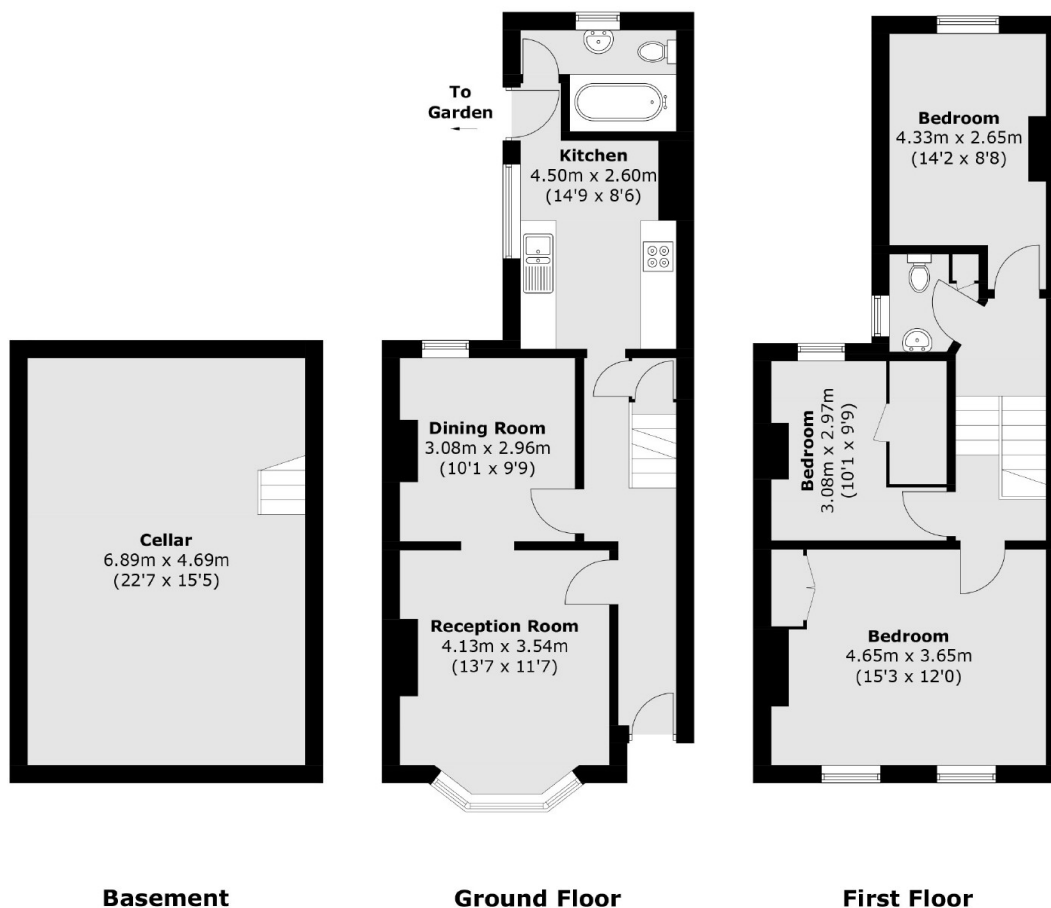 To
Garden
Kitchen
4.50m x 2.60m
(14'9 x 8'6)
Dining Room
3.08m x 2.96m
(10'1 x 9'9)
Reception Room
4.13m x 3.54m
(13'7 x 11'7)
Cellar
6.89m x 4.69m
(22'7 x 15'5)
Bedroom
4.33m x 2.65m
(14'2 x 8'8)
Bedroom
3.08m x 2.97m
(10'1 x 9'9)
Bedroom
4.65m x 3.65m
(15'3 x 12'0)
Basement
Ground Floor
First Floor